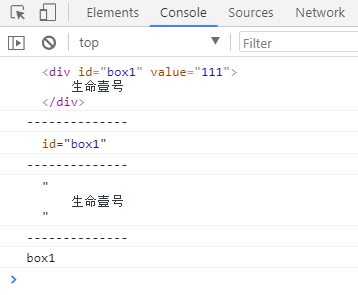 Elements Console Sources Network
top Filter
<div id="box1" value="111">
生命壹号
</div>
--------------
id="box1"
--------------
"
生命壹号
"
--------------
box1
>